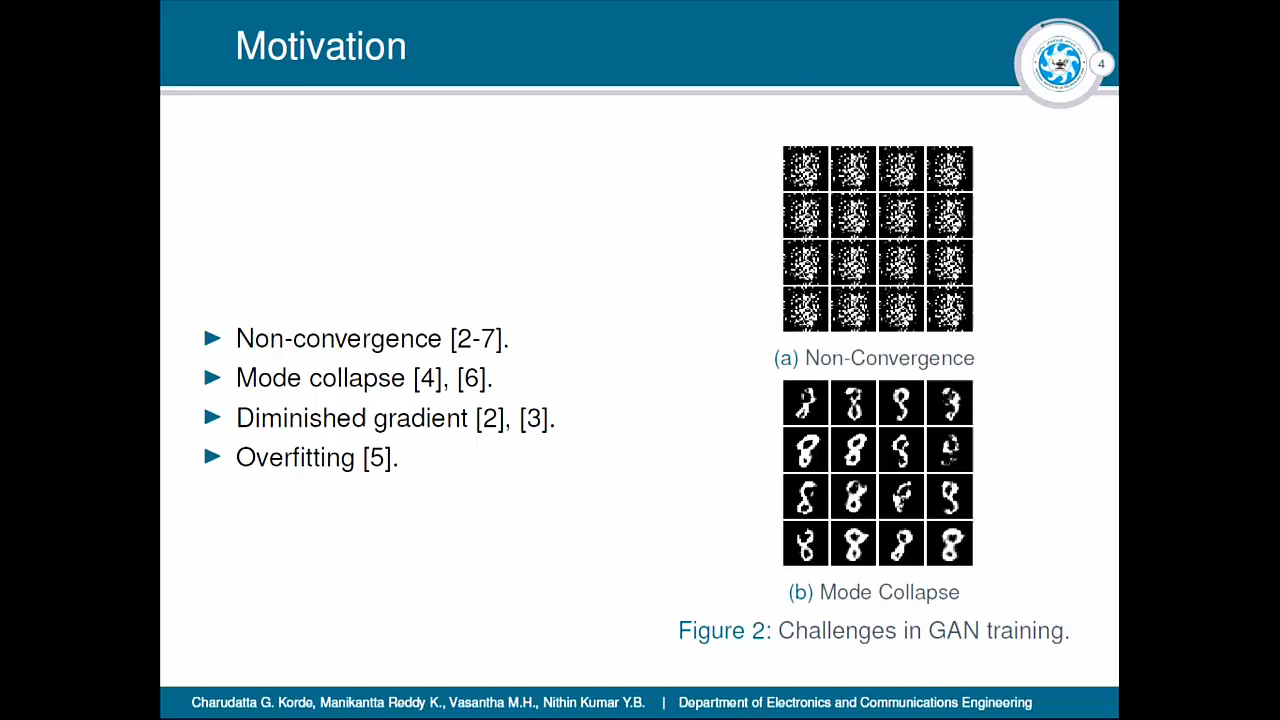 Motivation
4
Non-convergence [2-7].
Mode collapse [4], [6].
Diminished gradient [2], [3].
Overfitting [5].
(a) Non-Convergence
(b) Mode Collapse
Figure 2: Challenges in GAN training.
Charudatta G. Korde, Manikantta Reddy K., Vasantha M.H., Nithin Kumar Y.B. | Department of Electronics and Communications Engineering